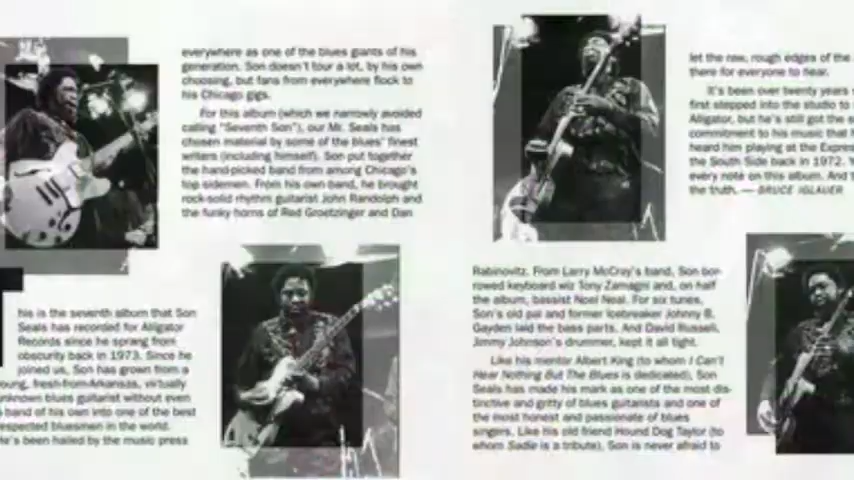 his is the seventh album that Son
Seals has recorded for Alligator
Records since he sprang from
obscurity back in 1973. Since he
joined us, Son has grown from a
oung, fresh-from-Arkansas, virtually
nknown blues guitarist without even
band of his own into one of the best
espected bluesmen in the world.
He's been hailed by the music press
everywhere as one of the blues giants of his
generation. Son doesn't tour a lot, by his own
choosing, but fans from everywhere flock to
his Chicago gigs.
For this album (which we narrowly avoided
calling "Seventh Son"), our Mr. Seals has
chosen material by some of the blues' finest
writers (including himself). Son put together
the hand-picked band from among Chicago's
top sidemen. From his own band, he brought
rock-solid rhythm guitarist John Randolph and
the funky horns of Red Groetzinger and Dan
Rabinovitz. From Larry McCray's band, Son bor-
rowed keyboard wiz Tony Zamagni and, on half
the album, bassist Noel Neal. For six tunes,
Son's old pal and former Icebreaker Johnny B.
Gayden laid the bass parts. And David Russell,
Jimmy Johnson's drummer, kept it all tight.
Like his mentor Albert King (to whom I Can't
Hear Nothing But The Blues is dedicated), Son
Seals has made his mark as one of the most dis-
tinctive and gritty of blues guitarists and one of
the most honest and passionate of blues
singers. Like his old friend Hound Dog Taylor (to
whom Sadie is a tribute), Son is never afraid to
let the raw, rough edges of the
there for everyone to hear.
It's been over twenty years
first stepped into the studio to
Alligator, but he's still got the
commitment to his music that
heard him playing at the Expres
the South Side back in 1972. Y
every note on this album. And
the truth. — BRUCE IGLAUER